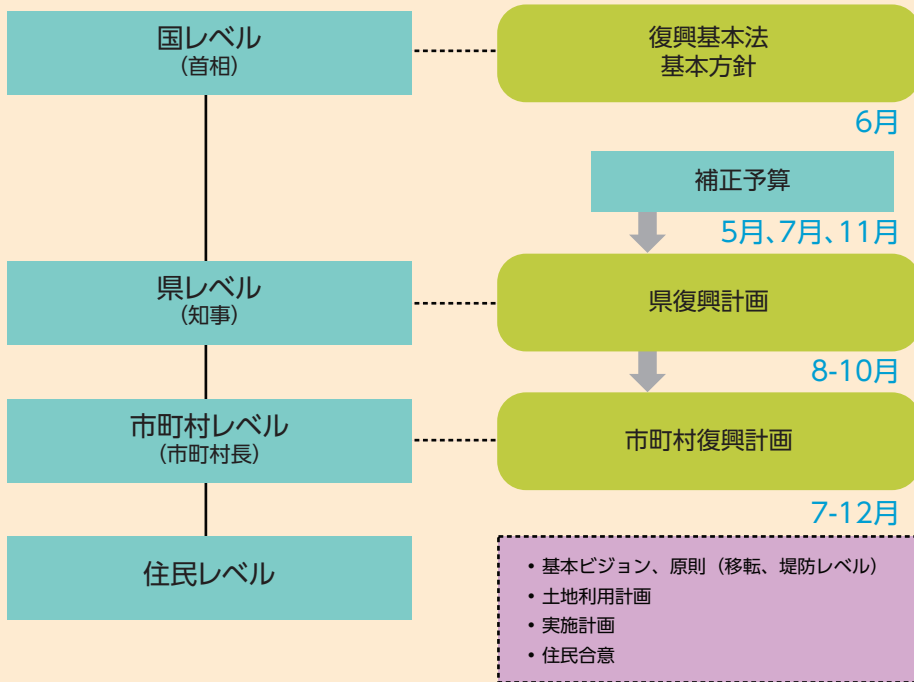 国レベル
(首相)
復興基本法
基本方針
6月
補正予算
5月、7月、11月
県レベル
(知事)
県復興計画
8-10月
市町村レベル
(市町村長)
市町村復興計画
7-12月
住民レベル
• 基本ビジョン、原則（移転、堤防レベル）
• 土地利用計画
• 実施計画
• 住民合意